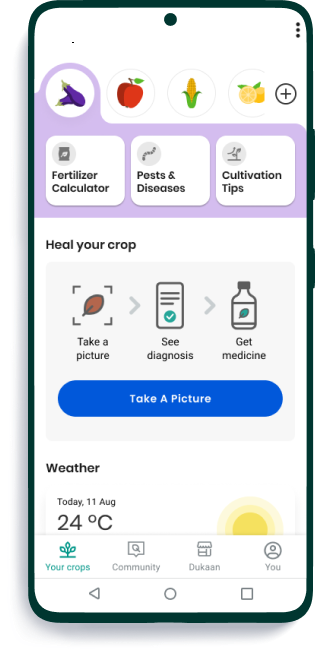 Fertilizer
Calculator
Pests &
Diseases
Cultivation
Tips
Heal your crop
Take a
picture
See
diagnosis
Get
medicine
Take A Picture
Weather
Today, 11 Aug
24 ºC
Your crops
Community
Dukaan
You